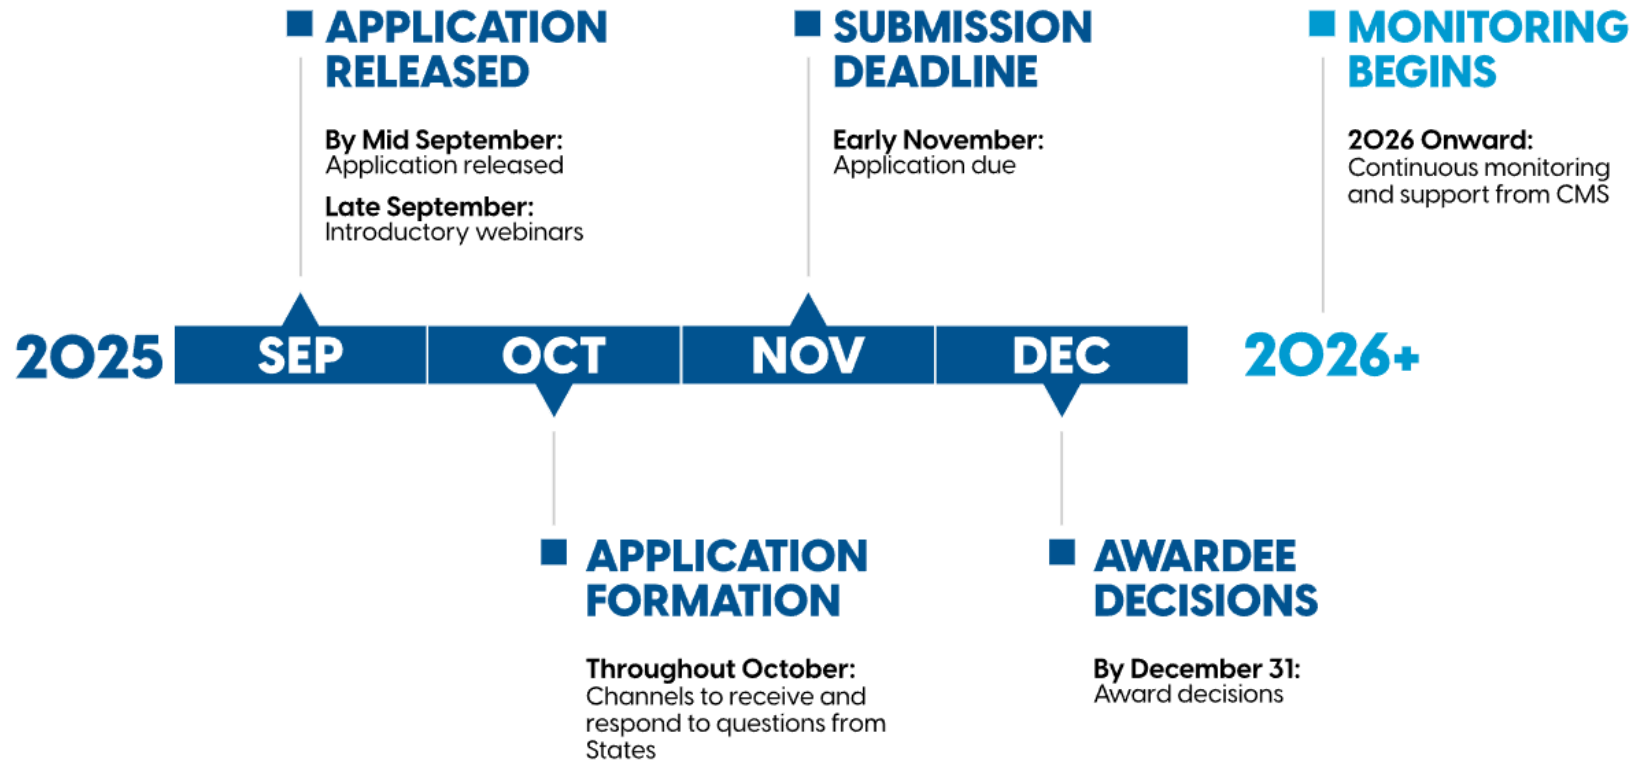 APPLICATION
RELEASED
By Mid September:
Application released
Late September:
Introductory webinars
SUBMISSION
DEADLINE
Early November:
Application due
MONITORING
BEGINS
2026 Onward:
Continuous monitoring
and support from CMS
2025
SEP
OCT
NOV
DEC
2026+
APPLICATION
FORMATION
Throughout October:
Channels to receive and
respond to questions from
States
AWARDEE
DECISIONS
By December 31:
Award decisions